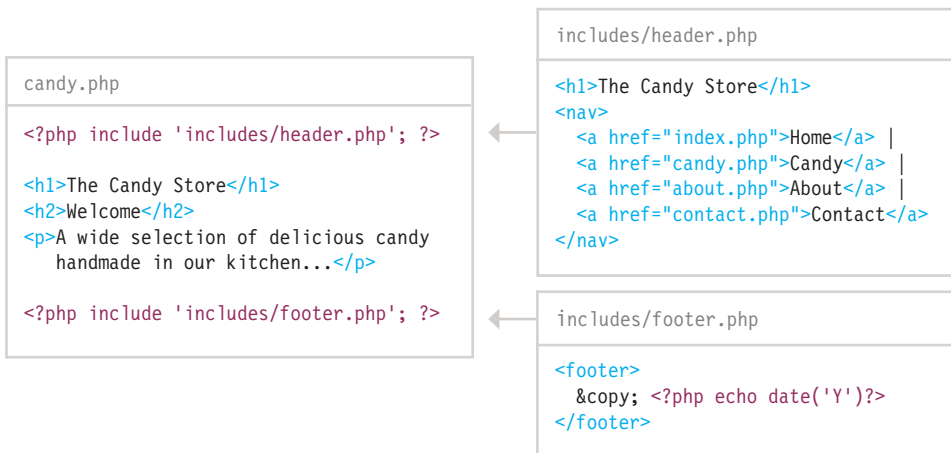 candy.php
<?php include 'includes/header.php'; ?>
<h1>The Candy Store</h1>
<h2>Welcome</h2>
<p>A wide selection of delicious candy
handmade in our kitchen...</p>
<?php include 'includes/footer.php'; ?>
includes/header.php
<h1>The Candy Store</h1>
<nav>
<a href="index.php">Home</a> |
<a href="candy.php">Candy</a> |
<a href="about.php">About</a> |
<a href="contact.php">Contact</a>
</nav>
includes/footer.php
<footer>
&copy; <?php echo date('Y')?>
</footer>